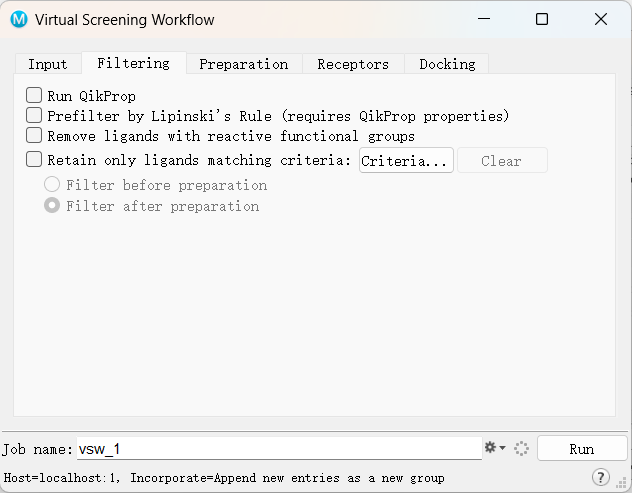 Virtual Screening Workflow
Input Filtering Preparation Receptors Docking
Run QikProp
Prefilter by Lipinski's Rule (requires QikProp properties)
Remove ligands with reactive functional groups
Retain only ligands matching criteria: Criteria... Clear
Filter before preparation
Filter after preparation
Job name: vsw_1 Run
Host=localhost:1, Incorporate=Append new entries as a new group ?